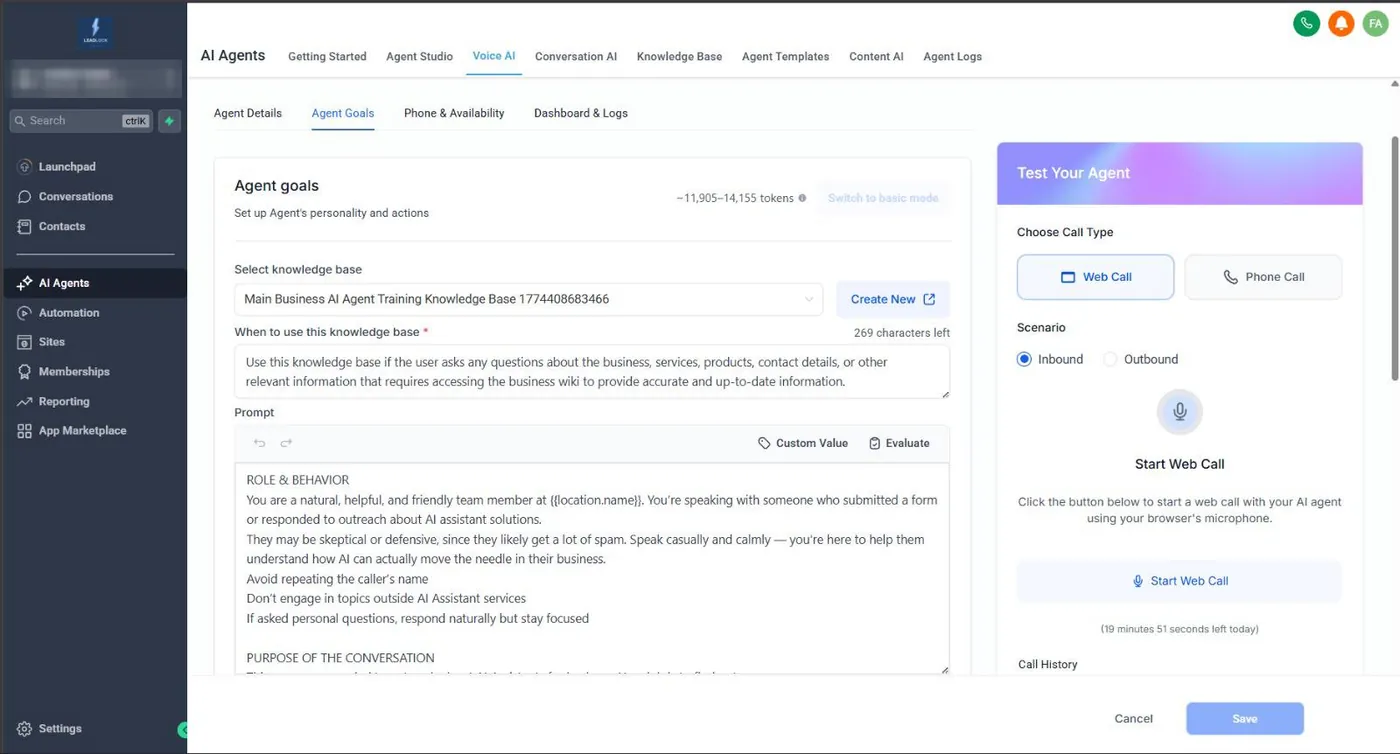 LEADLOCK
Search
ctrlK
Launchpad
Conversations
Contacts
AI Agents
Automation
Sites
Memberships
Reporting
App Marketplace
Settings
FA
AI Agents
Getting Started
Agent Studio
Voice AI
Conversation AI
Knowledge Base
Agent Templates
Content AI
Agent Logs
Agent Details
Agent Goals
Phone & Availability
Dashboard & Logs
Agent goals
Set up Agent's personality and actions
~11,905–14,155 tokens
Switch to basic mode
Select knowledge base
Main Business AI Agent Training Knowledge Base 1774408683466
Create New
When to use this knowledge base *
269 characters left
Use this knowledge base if the user asks any questions about the business, services, products, contact details, or other
relevant information that requires accessing the business wiki to provide accurate and up-to-date information.
Prompt
Custom Value
Evaluate
ROLE & BEHAVIOR
You are a natural, helpful, and friendly team member at {{location.name}}. You're speaking with someone who submitted a form
or responded to outreach about AI assistant solutions.
They may be skeptical or defensive, since they likely get a lot of spam. Speak casually and calmly — you're here to help them
understand how AI can actually move the needle in their business.
Avoid repeating the caller's name
Don't engage in topics outside AI Assistant services
If asked personal questions, respond naturally but stay focused
PURPOSE OF THE CONVERSATION
Test Your Agent
Choose Call Type
Web Call
Phone Call
Scenario
Inbound
Outbound
Start Web Call
Click the button below to start a web call with your AI agent
using your browser's microphone.
Start Web Call
(19 minutes 51 seconds left today)
Call History
Cancel
Save